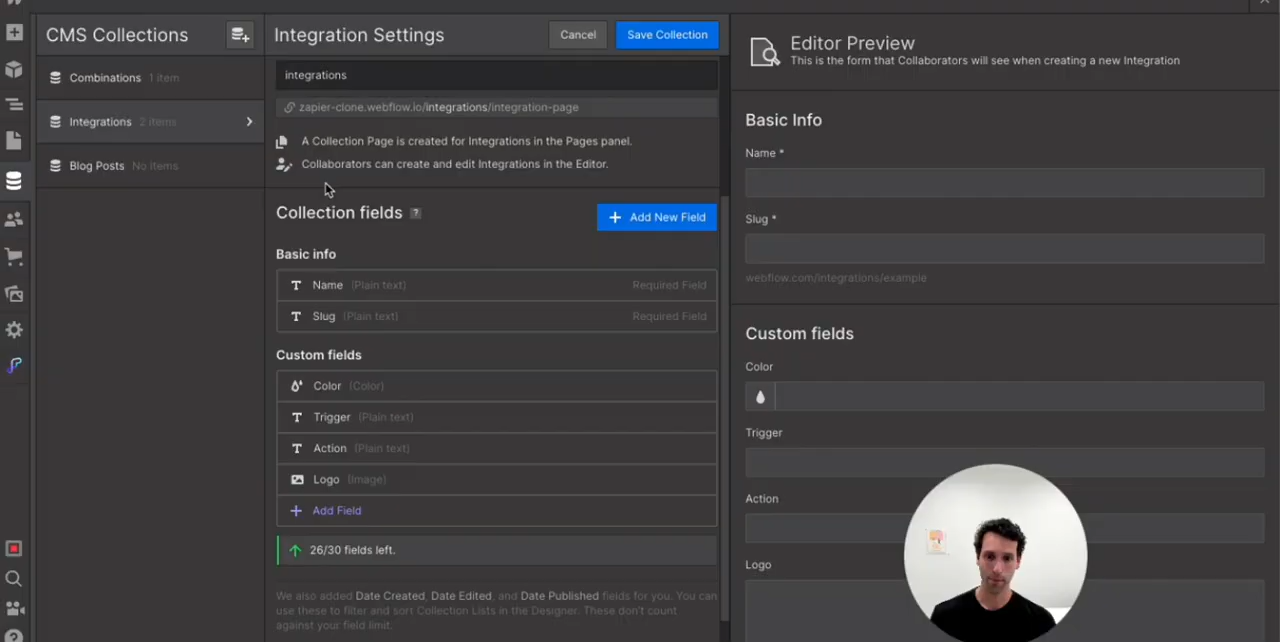 CMS Collections
Combinations 1 item
Integrations 2 items
Blog Posts No items
Integration Settings
Cancel
Save Collection
integrations
zapier-clone.webflow.io/integrations/integration-page
A Collection Page is created for Integrations in the Pages panel.
Collaborators can create and edit Integrations in the Editor.
Collection fields ?
+ Add New Field
Basic info
T Name (Plain text) Required Field
T Slug (Plain text) Required Field
Custom fields
Color (Color)
T Trigger (Plain text)
T Action (Plain text)
Logo (Image)
+ Add Field
26/30 fields left.
We also added Date Created, Date Edited, and Date Published fields for you. You can
use these to filter and sort Collection Lists in the Designer. These don't count
against your field limit.
Editor Preview
This is the form that Collaborators will see when creating a new Integration
Basic Info
Name *
Slug *
webflow.com/integrations/example
Custom fields
Color
Trigger
Action
Logo